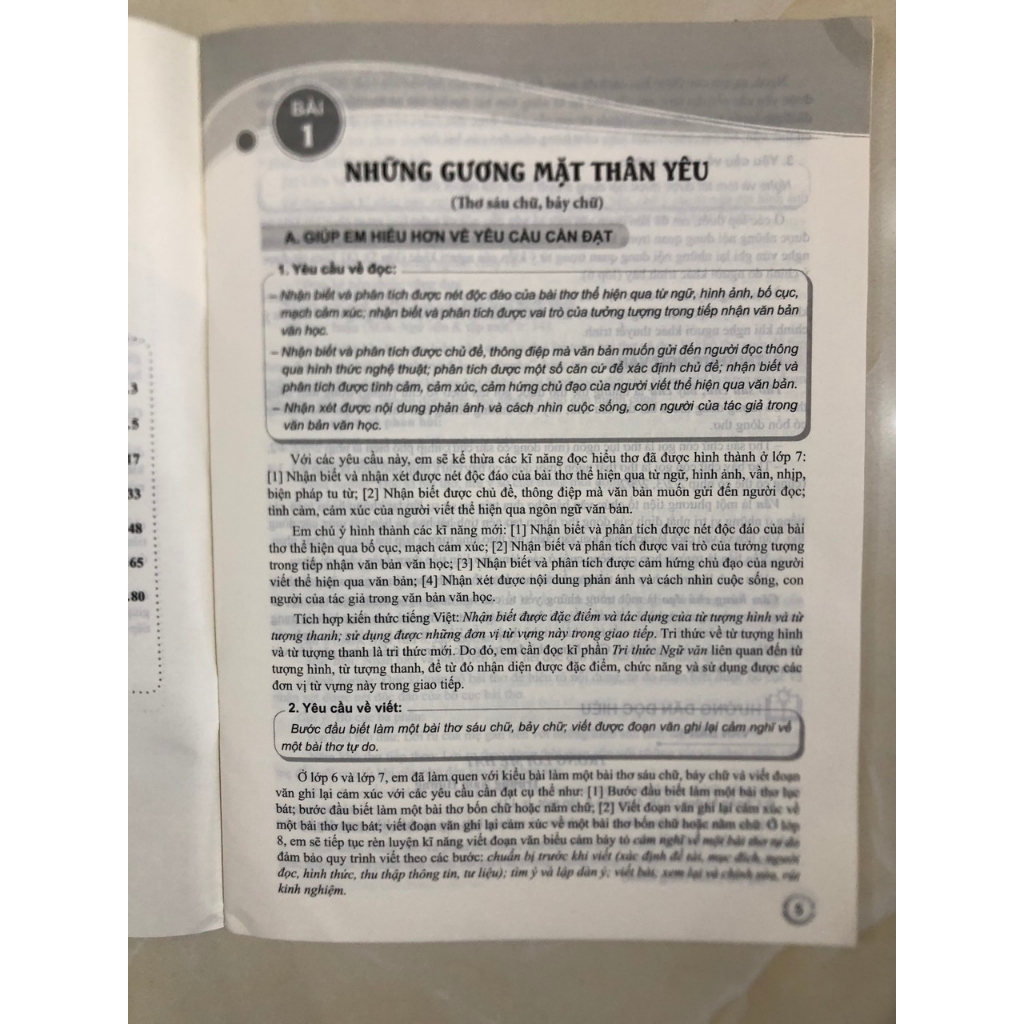 BÀI
1
NHỮNG GƯƠNG MẶT THÂN YÊU
(Thơ sáu chữ, bảy chữ)
A. GIÚP EM HIỂU HƠN VỀ YÊU CẦU CẦN ĐẠT
1. Yêu cầu về đọc:
– Nhận biết và phân tích được nét độc đáo của bài thơ thể hiện qua từ ngữ, hình ảnh, bố cục,
mạch cảm xúc; nhận biết và phân tích được vai trò của tưởng tượng trong tiếp nhận văn bản
văn học.
– Nhận biết và phân tích được chủ đề, thông điệp mà văn bản muốn gửi đến người đọc thông
qua hình thức nghệ thuật; phân tích được một số căn cứ để xác định chủ đề; nhận biết và
phân tích được tình cảm, cảm xúc, cảm hứng chủ đạo của người viết thể hiện qua văn bản.
– Nhận xét được nội dung phản ánh và cách nhìn cuộc sống, con người của tác giả trong
văn bản văn học.
Với các yêu cầu này, em sẽ kế thừa các kĩ năng đọc hiểu thơ đã được hình thành ở lớp 7:
[1] Nhận biết và nhận xét được nét độc đáo của bài thơ thể hiện qua từ ngữ, hình ảnh, vần, nhịp,
biện pháp tu từ; [2] Nhận biết được chủ đề, thông điệp mà văn bản muốn gửi đến người đọc;
tình cảm, cảm xúc của người viết thể hiện qua ngôn ngữ văn bản.
Em chú ý hình thành các kĩ năng mới: [1] Nhận biết và phân tích được nét độc đáo của bài
thơ thể hiện qua bố cục, mạch cảm xúc; [2] Nhận biết và phân tích được vai trò của tưởng tượng
trong tiếp nhận văn bản văn học; [3] Nhận biết và phân tích được cảm hứng chủ đạo của người
viết thể hiện qua văn bản; [4] Nhận xét được nội dung phản ánh và cách nhìn cuộc sống, con
người của tác giả trong văn bản văn học.
Tích hợp kiến thức tiếng Việt: Nhận biết được đặc điểm và tác dụng của từ tượng hình và từ
tượng thanh; sử dụng được những đơn vị từ vựng này trong giao tiếp. Tri thức về từ tượng hình
và từ tượng thanh là tri thức mới. Do đó, em cần đọc kĩ phần Tri thức Ngữ văn liên quan đến từ
tượng hình, từ tượng thanh, để từ đó nhận diện được đặc điểm, chức năng và sử dụng được các
đơn vị từ vựng này trong giao tiếp.
2. Yêu cầu về viết:
Bước đầu biết làm một bài thơ sáu chữ, bảy chữ; viết được đoạn văn ghi lại cảm nghĩ về
một bài thơ tự do.
Ở lớp 6 và lớp 7, em đã làm quen với kiểu bài làm một bài thơ sáu chữ, bảy chữ và viết đoạn
văn ghi lại cảm xúc với các yêu cầu cần đạt cụ thể như: [1] Bước đầu biết làm một bài thơ lục
bát; bước đầu biết làm một bài thơ bốn chữ hoặc năm chữ; [2] Viết đoạn văn ghi lại cảm xúc về
một bài thơ lục bát; viết đoạn văn ghi lại cảm xúc về một bài thơ bốn chữ hoặc năm chữ. Ở lớp
8, em sẽ tiếp tục rèn luyện kĩ năng viết đoạn văn biểu cảm bày tỏ cảm nghĩ về một bài thơ tự do
đảm bảo quy trình viết theo các bước: chuẩn bị trước khi viết (xác định đề tài, mục đích, người
đọc, hình thức, thu thập thông tin, tư liệu); tìm ý và lập dàn ý; viết bài; xem lại và chỉnh sửa, rút
kinh nghiệm.
5
.3
.5
17
33
.48
.65
.80